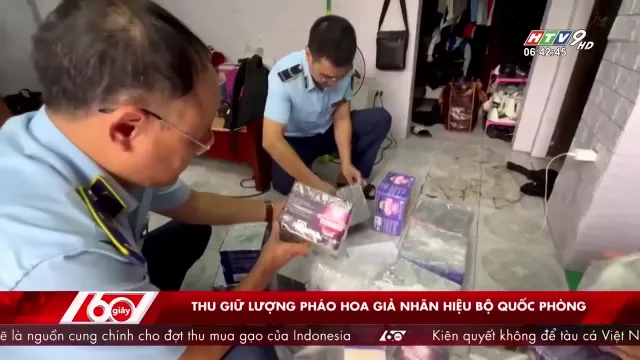 HTV9 HD
06:42:45
60 giây
THU GIỮ LƯỢNG PHÁO HOA GIẢ NHÃN HIỆU BỘ QUỐC PHÒNG
ẽ là nguồn cung chính cho đợt thu mua gạo của Indonesia 60 Kiên quyết không để tàu cá Việt N